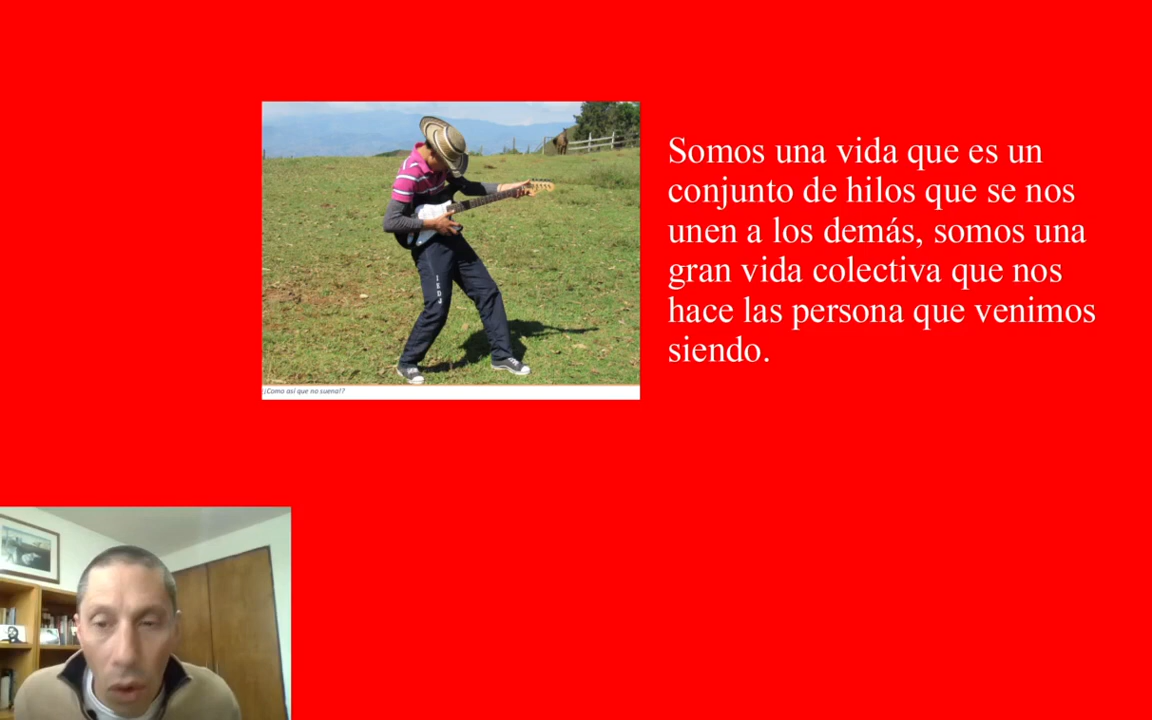 Somos una vida que es un
conjunto de hilos que se nos
unen a los demás, somos una
gran vida colectiva que nos
hace las persona que venimos
siendo.
I
E
D
4
¡Como así que no suena!?